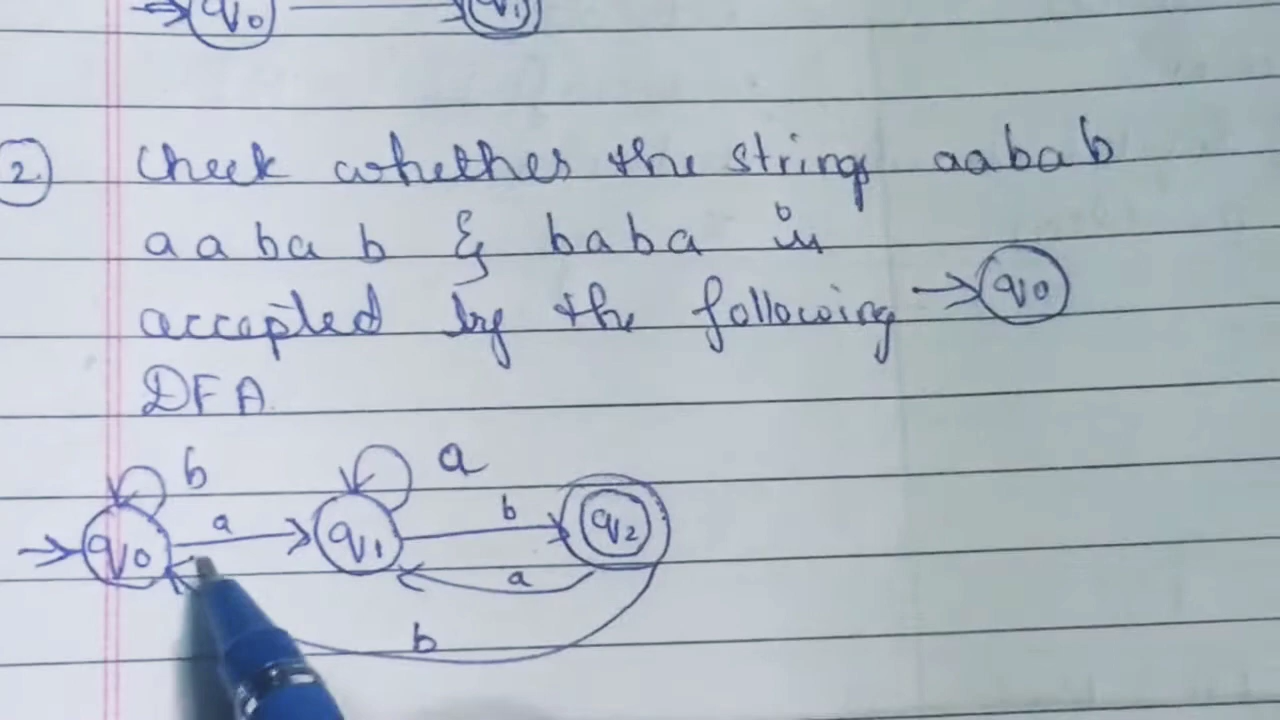 q0 q1
2. Check whether the strings aabab
aabab & baba is
accepted by the following → q0
DFA.
b a
q0 a q1 b q2
a
b